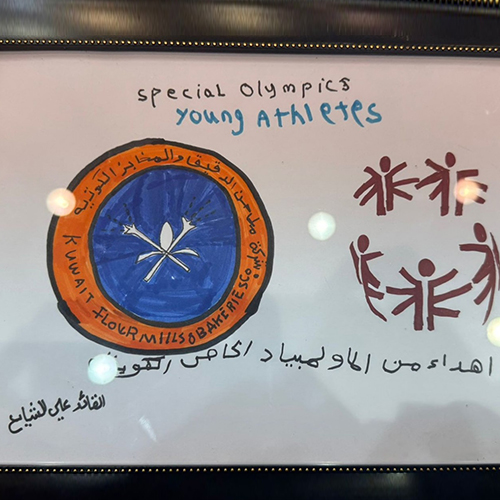 special Olympics
Young Athletes
شركة مطاحن الدقيق والمخابز الكويتية
KUWAIT FLOUR MILLS & BAKERIES CO
اهداء من الاولمبياد الخاص الكويتي
القائد علي الشايع